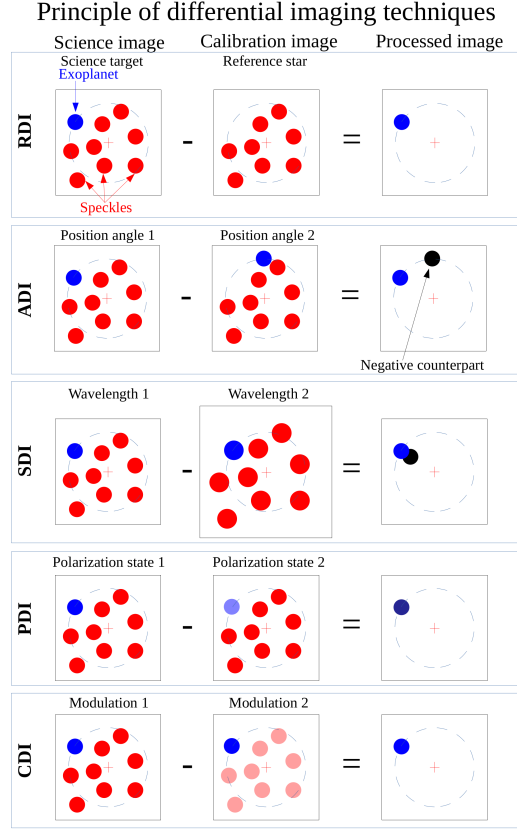 Principle of differential imaging techniques
Science image Calibration image Processed image
Science target Reference star
Exoplanet
RDI
-
=
Speckles
Position angle 1 Position angle 2
ADI
-
=
Negative counterpart
Wavelength 1 Wavelength 2
SDI
-
=
Polarization state 1 Polarization state 2
PDI
-
=
Modulation 1 Modulation 2
CDI
-
=